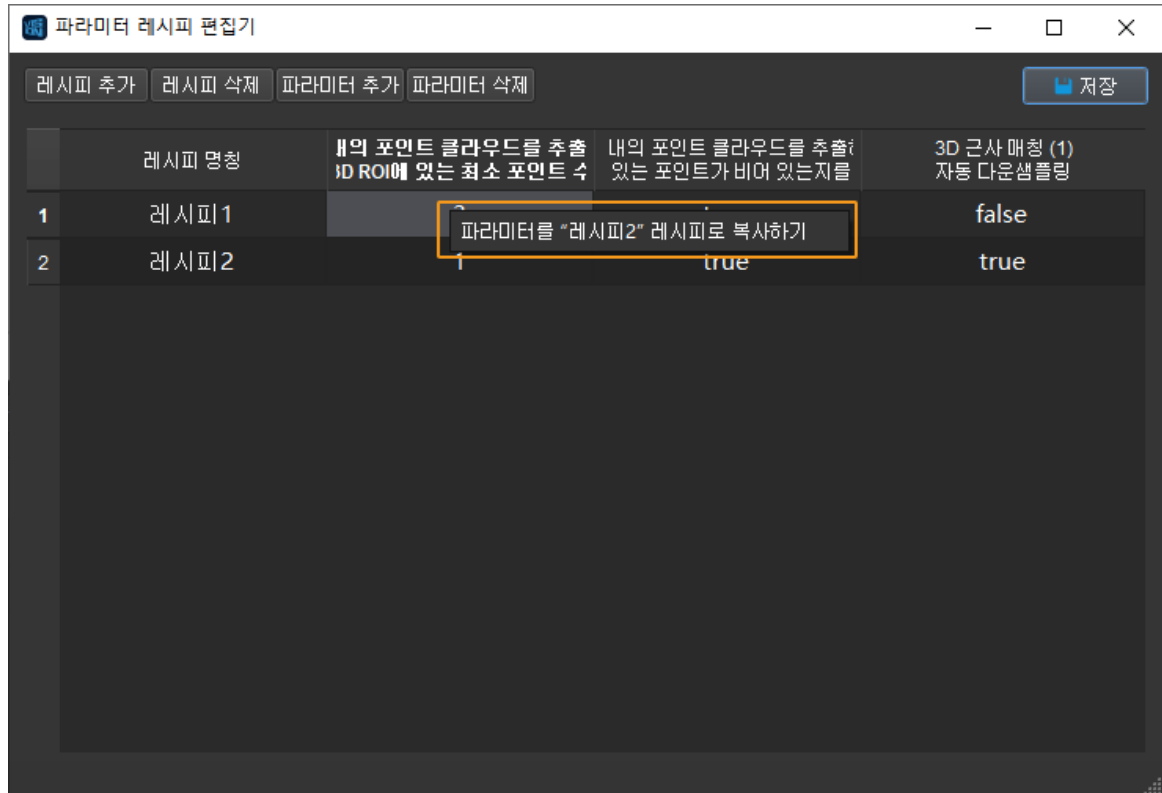 파라미터 레시피 편집기
레시피 추가 레시피 삭제 파라미터 추가 파라미터 삭제 저장
레시피 명칭
내의 포인트 클라우드를 추출
3D ROI에 있는 최소 포인트 수
내의 포인트 클라우드를 추출
있는 포인트가 비어 있는지를
3D 근사 매칭 (1)
자동 다운샘플링
1 레시피1 false
파라미터를 “레시피2” 레시피로 복사하기
2 레시피2 1 true true